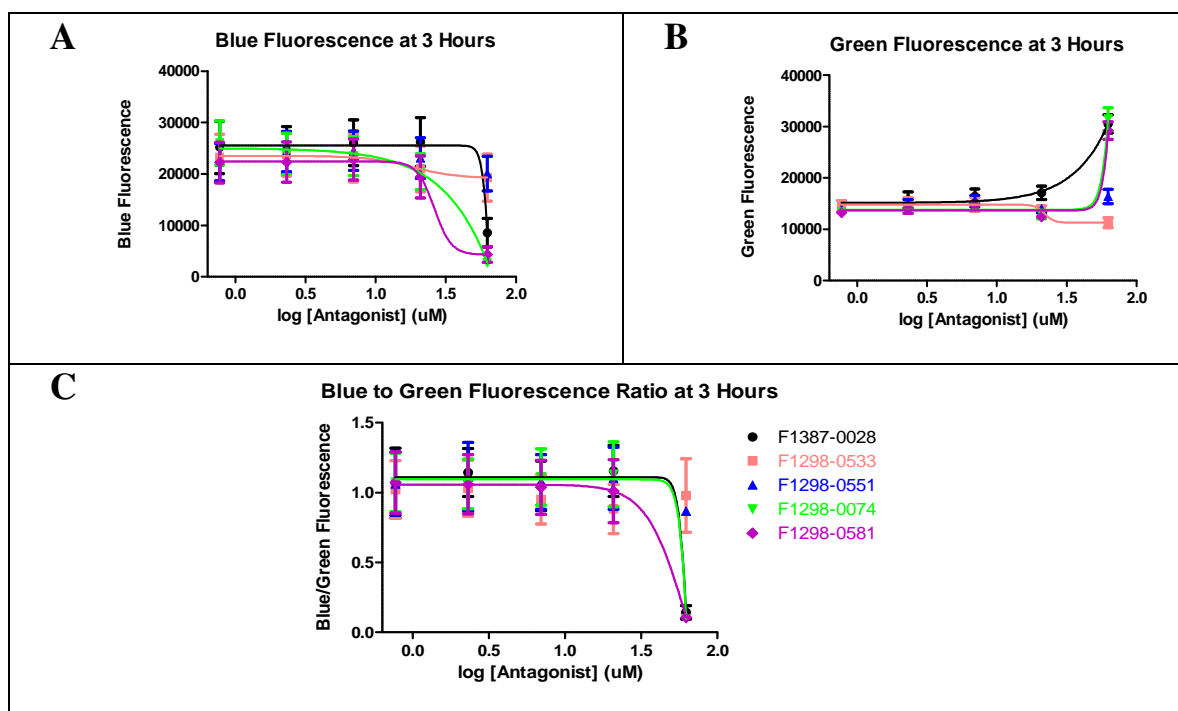 A
Blue Fluorescence at 3 Hours
40000
30000
20000
10000
0
Blue Fluorescence
0.0 0.5 1.0 1.5 2.0
log [Antagonist] (uM)
B
Green Fluorescence at 3 Hours
40000
30000
20000
10000
0
Green Fluorescence
0.0 0.5 1.0 1.5 2.0
log [Antagonist] (uM)
C
Blue to Green Fluorescence Ratio at 3 Hours
1.5
1.0
0.5
0.0
Blue/Green Fluorescence
0.0 0.5 1.0 1.5 2.0
log [Antagonist] (uM)
F1387-0028
F1298-0533
F1298-0551
F1298-0074
F1298-0581